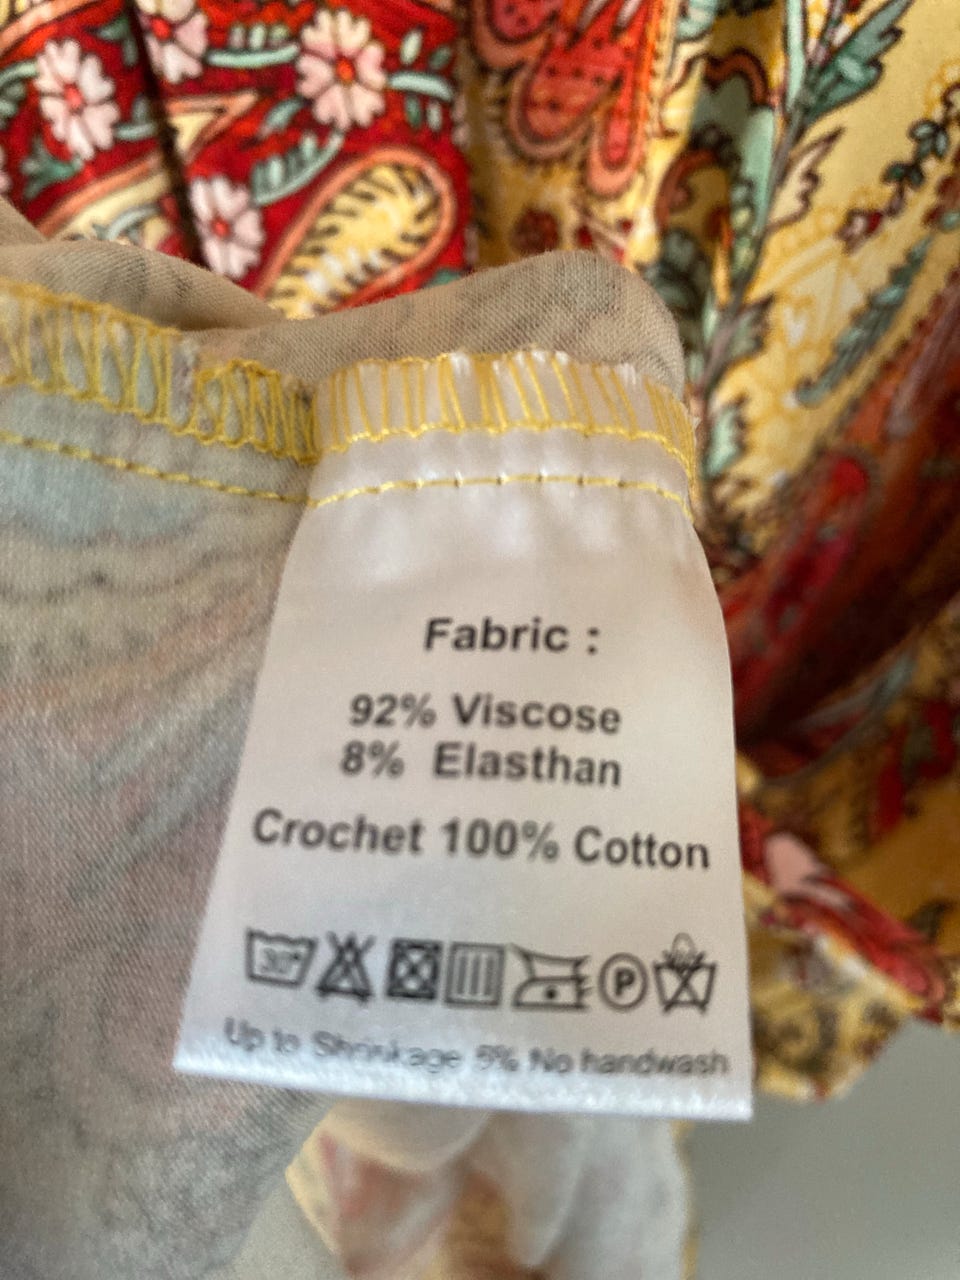 Fabric :
92% Viscose
8% Elasthan
Crochet 100% Cotton
30°
P
Up to Shrinkage 5% No handwash